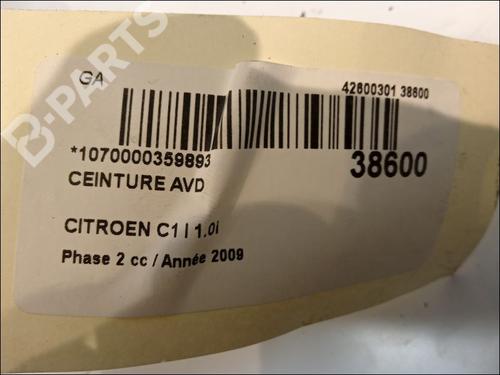 GA
42600301 38600
*1070000359893
38600
CEINTURE AVD
CITROEN C1 I 1.0i
Phase 2 cc / Année 2009
B-PARTS